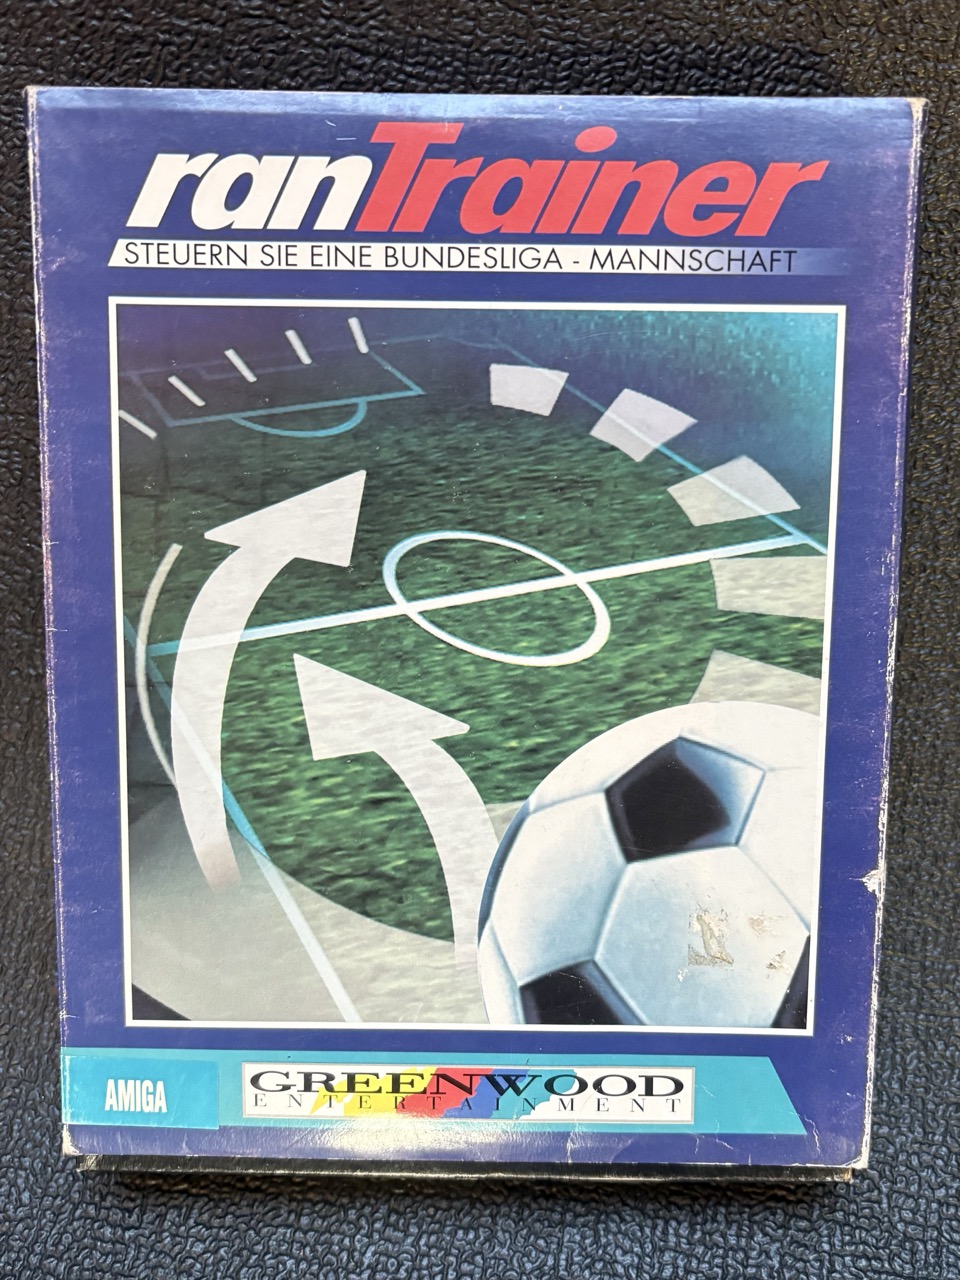 ranTrainer
STEUERN SIE EINE BUNDESLIGA - MANNSCHAFT
AMIGA
GREENWOOD
ENTERTAINMENT